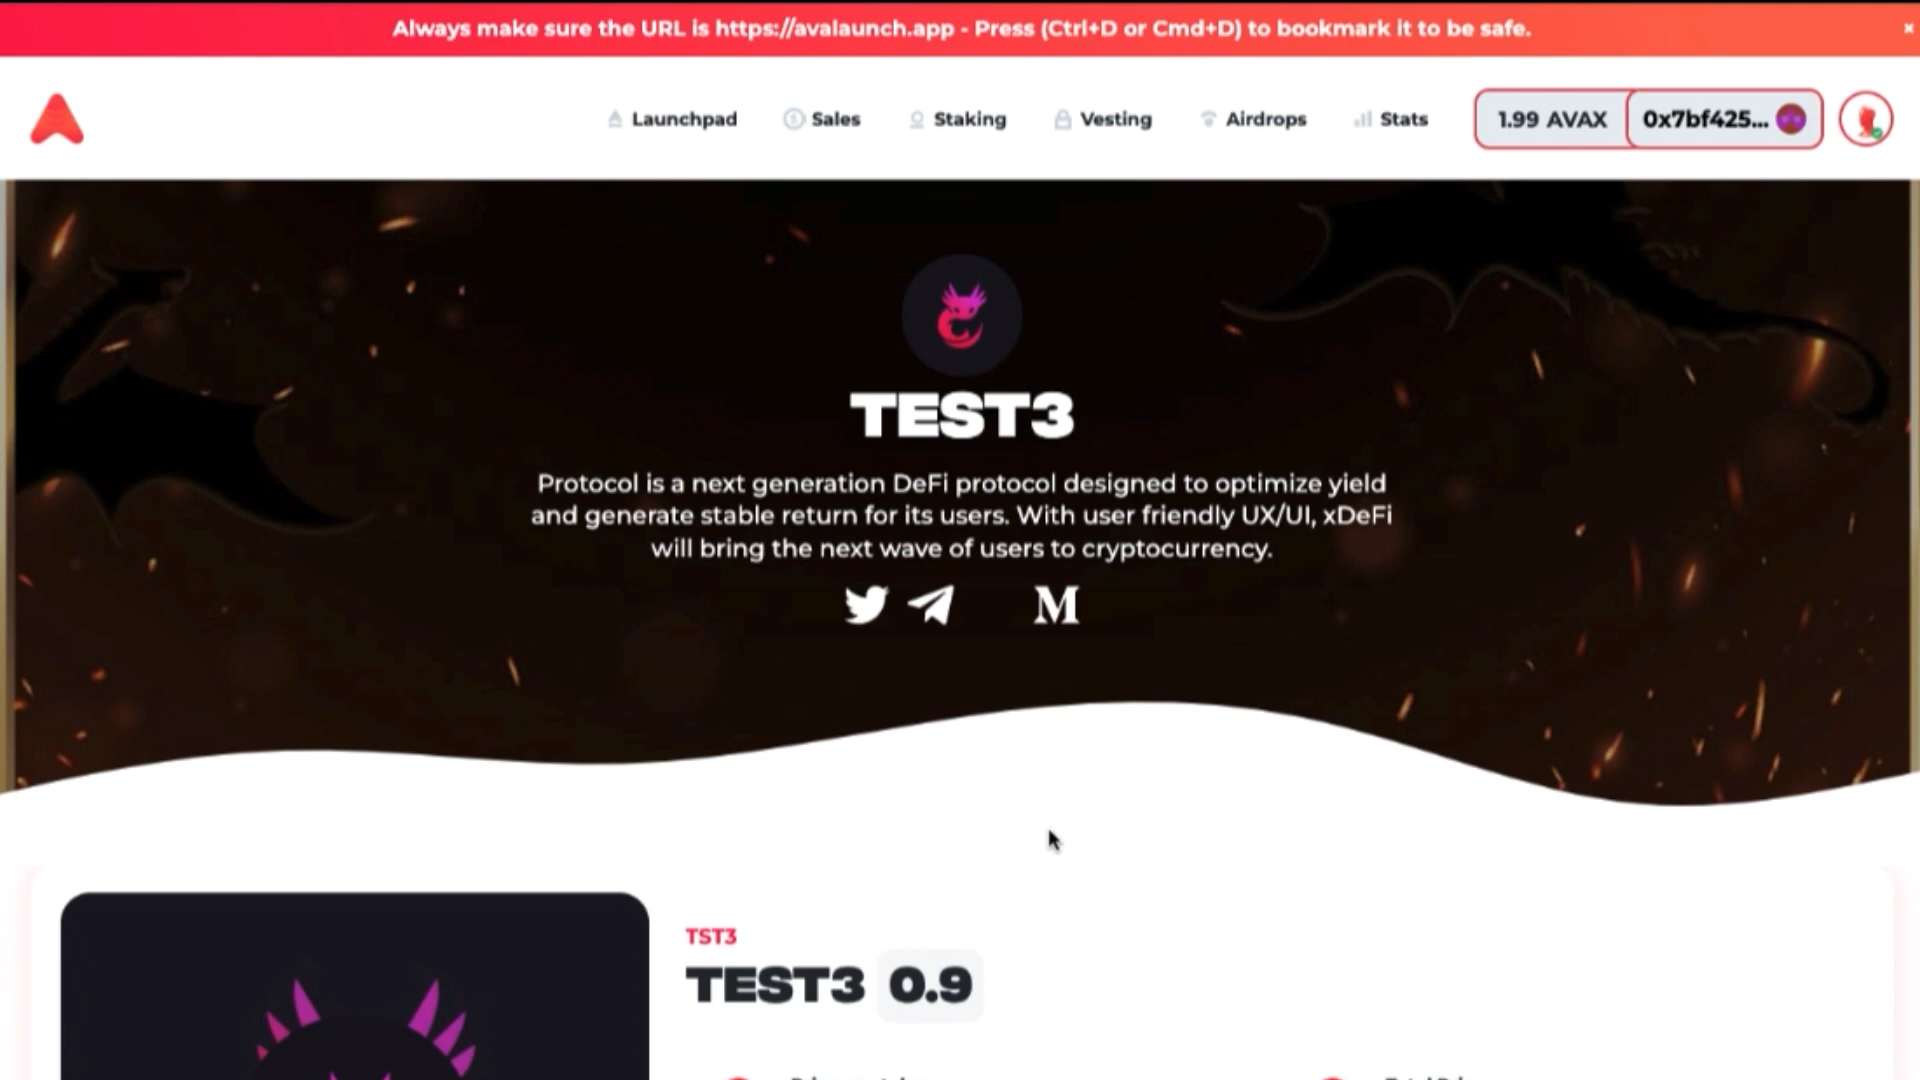 Always make sure the URL is https://avalaunch.app - Press (Ctrl+D or Cmd+D) to bookmark it to be safe.
Launchpad Sales Staking Vesting Airdrops Stats 1.99 AVAX 0x7bf425...
TEST3
Protocol is a next generation DeFi protocol designed to optimize yield
and generate stable return for its users. With user friendly UX/UI, xDeFi
will bring the next wave of users to cryptocurrency.
TST3
TEST3 0.9